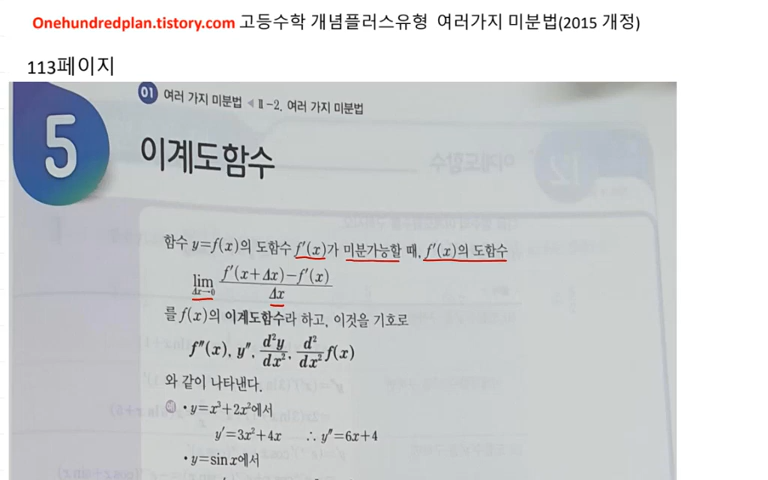 Onehundredplan.tistory.com 고등수학 개념플러스유형 여러가지 미분법(2015 개정)
113페이지
01 여러 가지 미분법 ◀ Ⅱ-2. 여러 가지 미분법
5
이계도함수
함수 y=f(x)의 도함수 f′(x)가 미분가능할 때, f′(x)의 도함수
lim Δx→0 f′(x+Δx)-f′(x) / Δx
를 f(x)의 이계도함수라 하고, 이것을 기호로
f″(x), y″, d²y/dx², d²/dx² f(x)
와 같이 나타낸다.
예 • y=x³+2x²에서
y′=3x²+4x ∴ y″=6x+4
• y=sin x에서